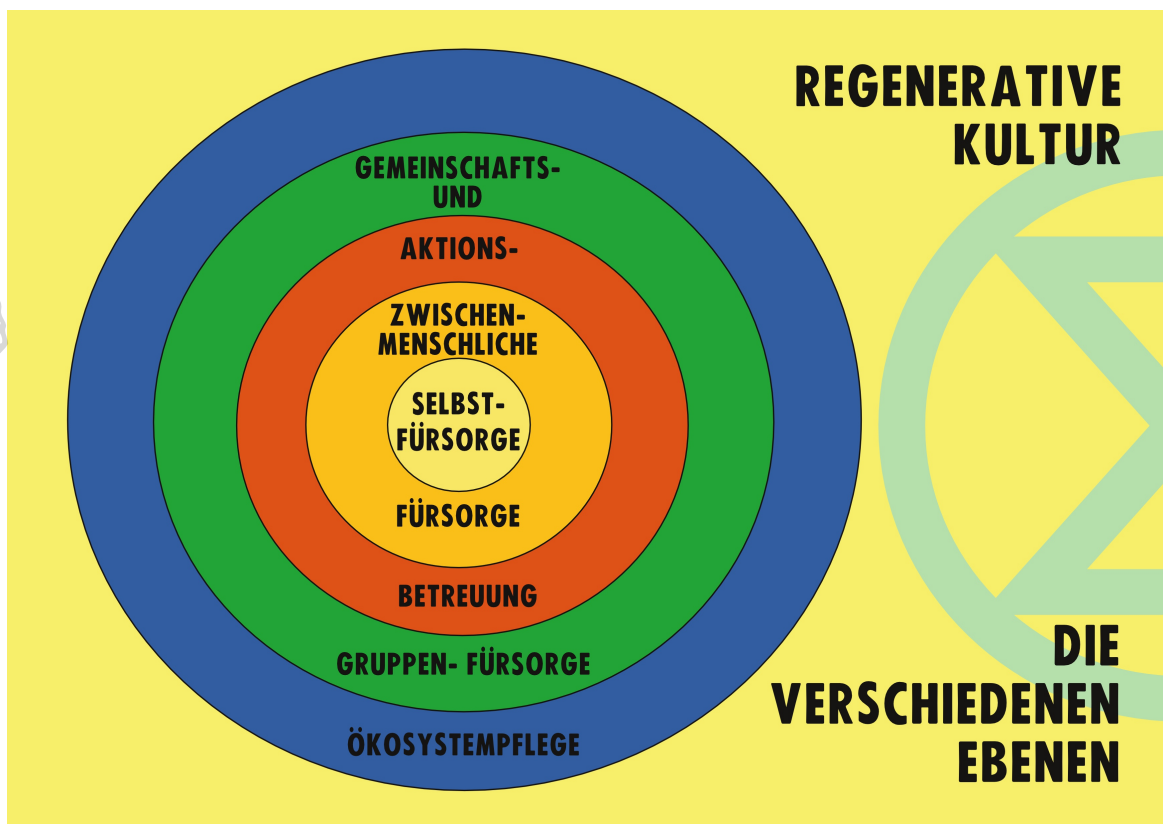 REGENERATIVE
KULTUR
GEMEINSCHAFTS-
UND
AKTIONS-
ZWISCHEN-
MENSCHLICHE
SELBST-
FÜRSORGE
FÜRSORGE
BETREUUNG
GRUPPEN- FÜRSORGE
ÖKOSYSTEMPFLEGE
DIE
VERSCHIEDENEN
EBENEN